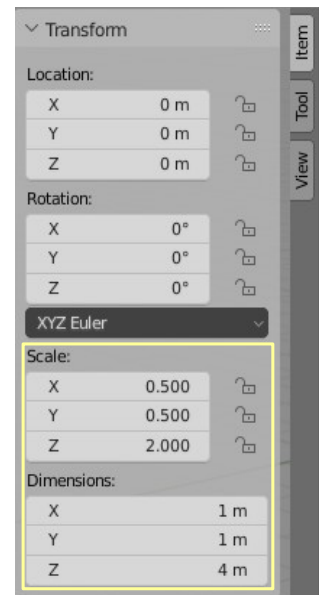 Transform
Item
Location:
X 0 m
Y 0 m
Tool
Z 0 m
View
Rotation:
X 0°
Y 0°
Z 0°
XYZ Euler
Scale:
X 0.500
Y 0.500
Z 2.000
Dimensions:
X 1 m
Y 1 m
Z 4 m